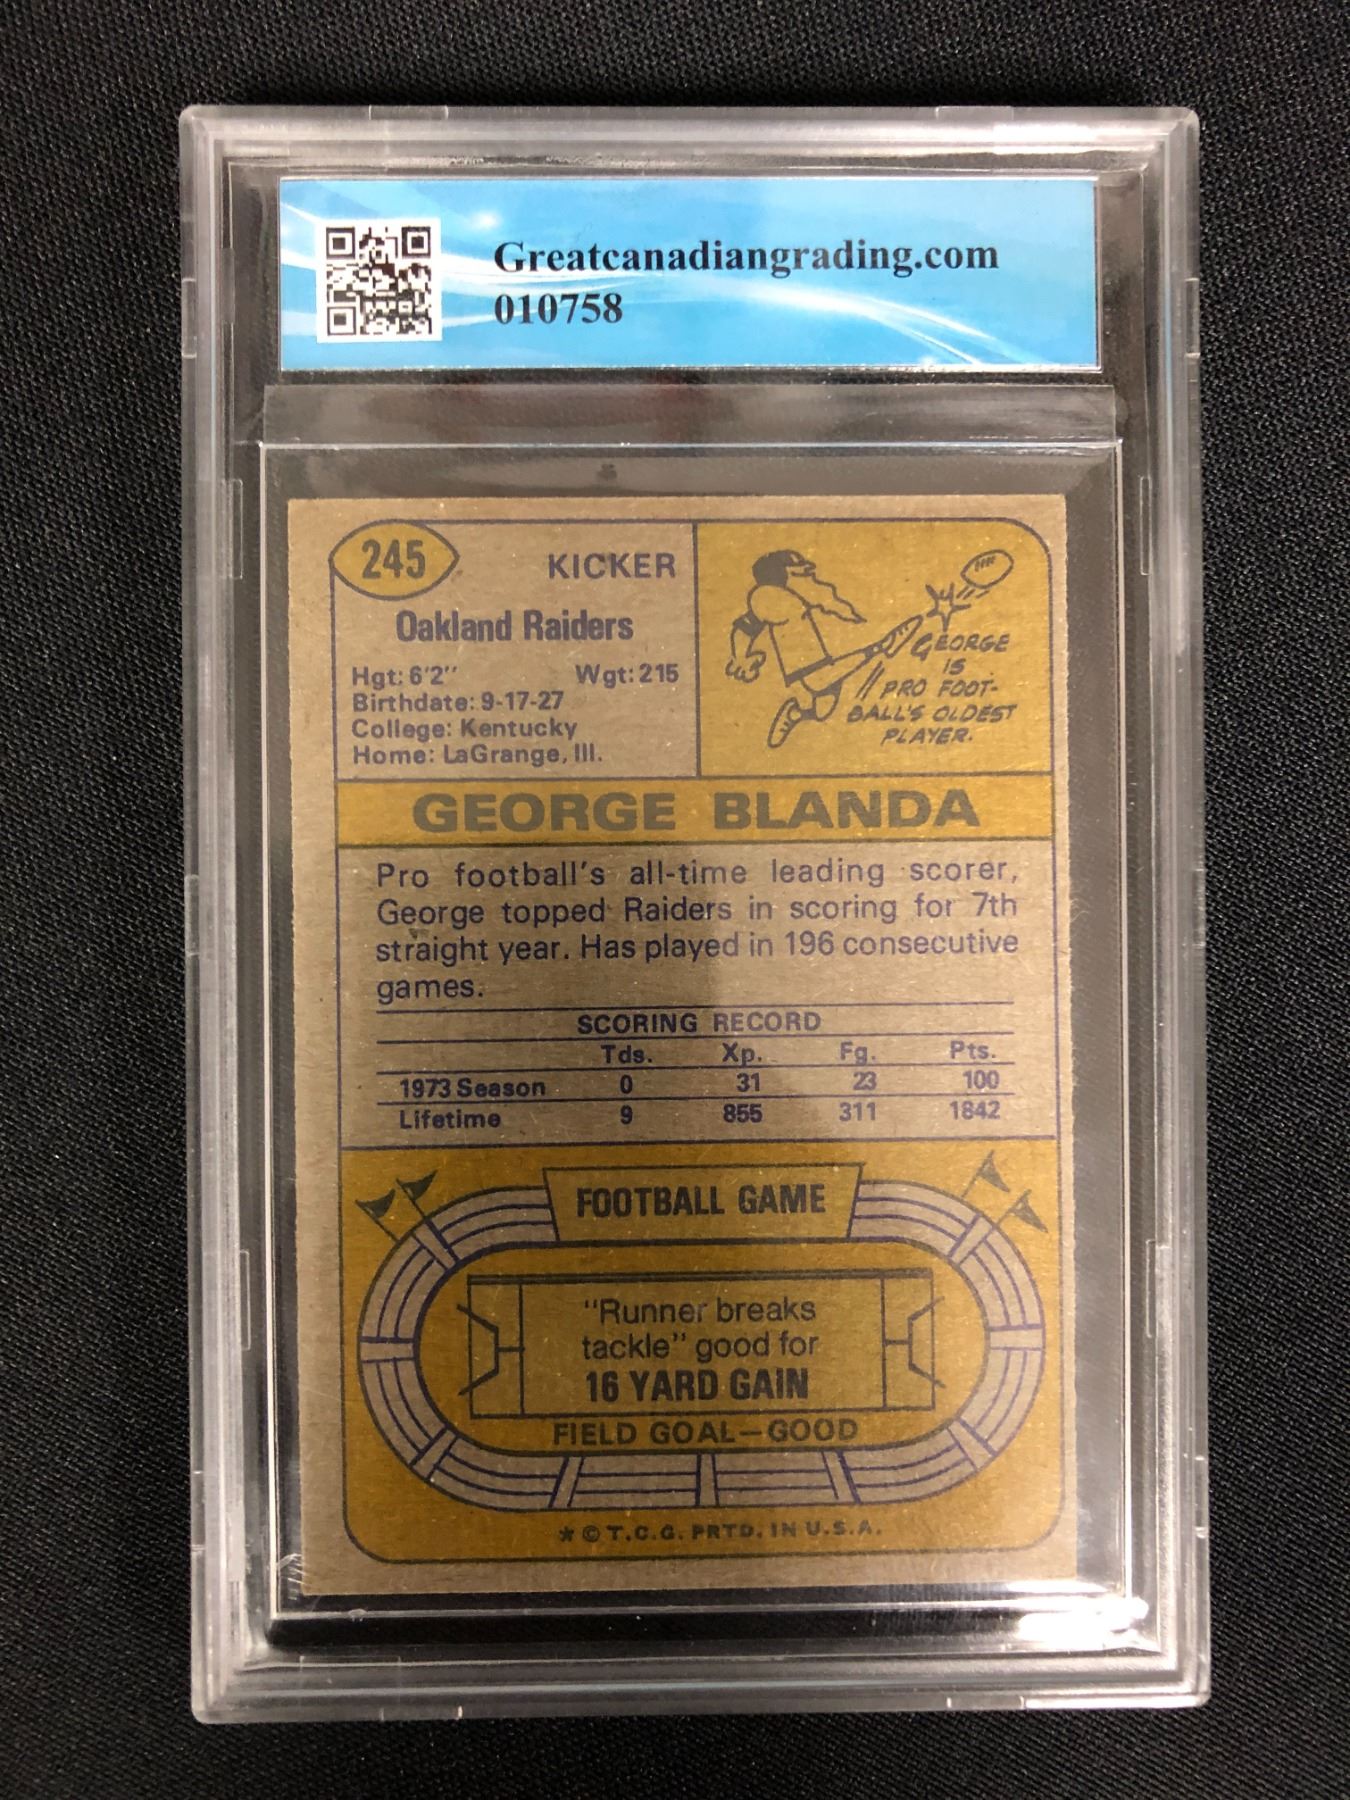 Greatcanadiangrading.com
010758
245
KICKER
Oakland Raiders
Hgt: 6'2" Wgt: 215
Birthdate: 9-17-27
College: Kentucky
Home: LaGrange, Ill.
GEORGE
IS
PRO FOOT-
BALL'S OLDEST
PLAYER.
GEORGE BLANDA
Pro football's all-time leading scorer,
George topped Raiders in scoring for 7th
straight year. Has played in 196 consecutive
games.
SCORING RECORD
Tds. Xp. Fg. Pts.
1973 Season 0 31 23 100
Lifetime 9 855 311 1842
FOOTBALL GAME
"Runner breaks
tackle" good for
16 YARD GAIN
FIELD GOAL—GOOD
* © T.C.G. PRTD. IN U.S.A.